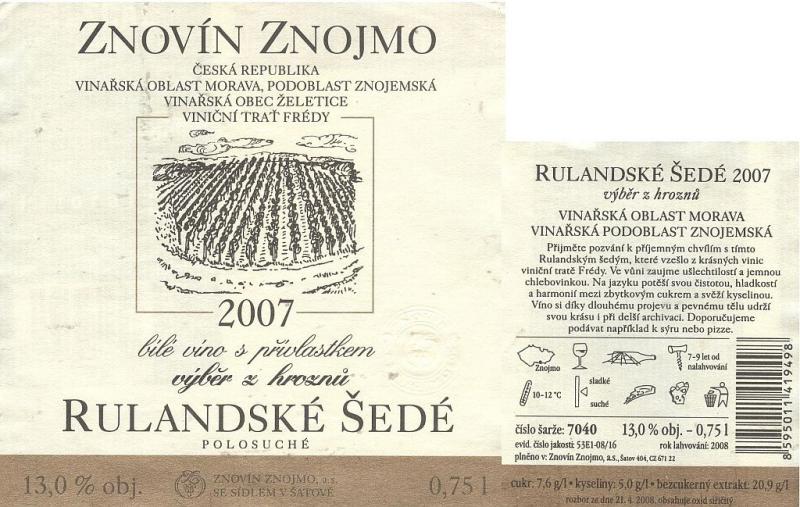 ZNOVÍN ZNOJMO
ČESKÁ REPUBLIKA
VINAŘSKÁ OBLAST MORAVA, PODOBLAST ZNOJEMSKÁ
VINAŘSKÁ OBEC ŽELETICE
VINIČNÍ TRAŤ FRÉDY
2007
bílé víno s přívlastkem
výběr z hroznů
RULANDSKÉ ŠEDÉ
POLOSUCHÉ
13,0 % obj.
ZNOVÍN ZNOJMO, a.s.
SE SÍDLEM V ŠATOVĚ
0,75 l
RULANDSKÉ ŠEDÉ 2007
výběr z hroznů
VINAŘSKÁ OBLAST MORAVA
VINAŘSKÁ PODOBLAST ZNOJEMSKÁ
Přijměte pozvání k příjemným chvílím s tímto
Rulandským šedým, které vzešlo z krásných vinic
viniční tratě Frédy. Ve vůni zaujme ušlechtilostí a jemnou
chlebovinkou. Na jazyku potěší svou čistotou, hladkostí
a harmonií mezi zbytkovým cukrem a svěží kyselinou.
Víno si díky dlouhému projevu a pevnému tělu udrží
svou krásu i při delší archivaci. Doporučujeme
podávat například k sýru nebo pizze.
Znojmo
7-9 let od
nalahvování
10-12 °C
sladké
suché
číslo šarže: 7040
13,0 % obj. – 0,75 l
evid. číslo jakosti: 53E1-08/16
rok lahvování: 2008
plněno v: Znovín Znojmo, a.s., Šatov 404, CZ 671 22
8 595011 419498
cukr: 7,6 g/l • kyseliny: 5,0 g/l • bezcukerný extrakt: 20,9 g/l
rozbor ze dne 21. 4. 2008, obsahuje oxid siřičitý